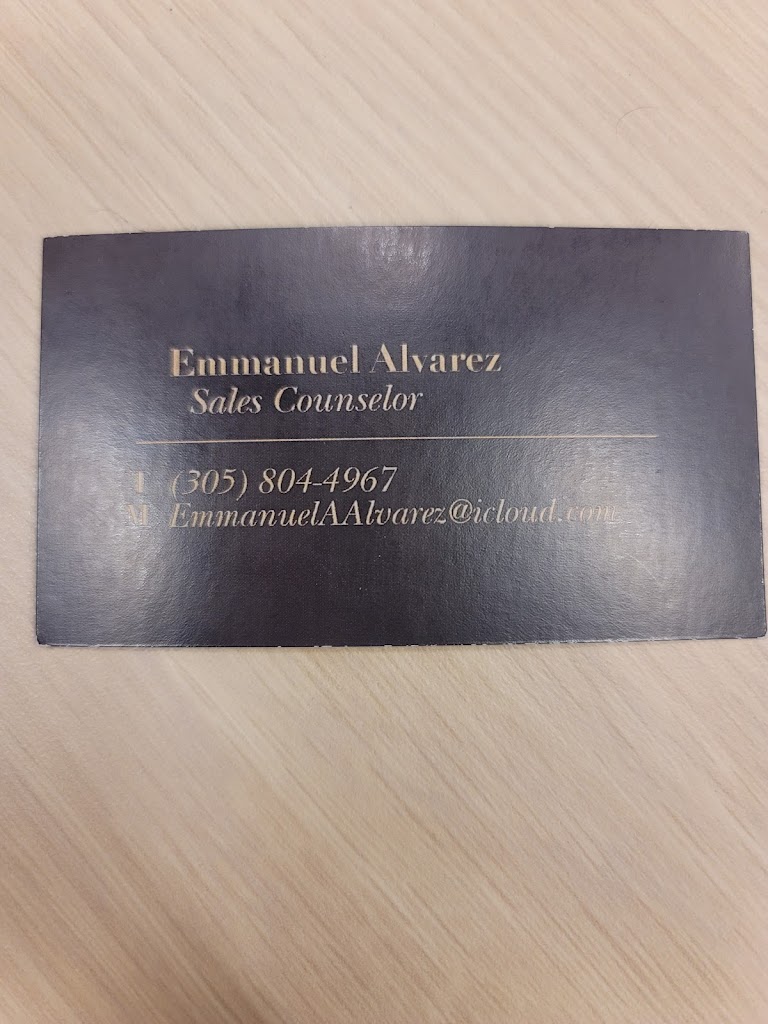 Emmanuel Alvarez
Sales Counselor
T (305) 804-4967
M EmmanuelAAlvarez@icloud.com